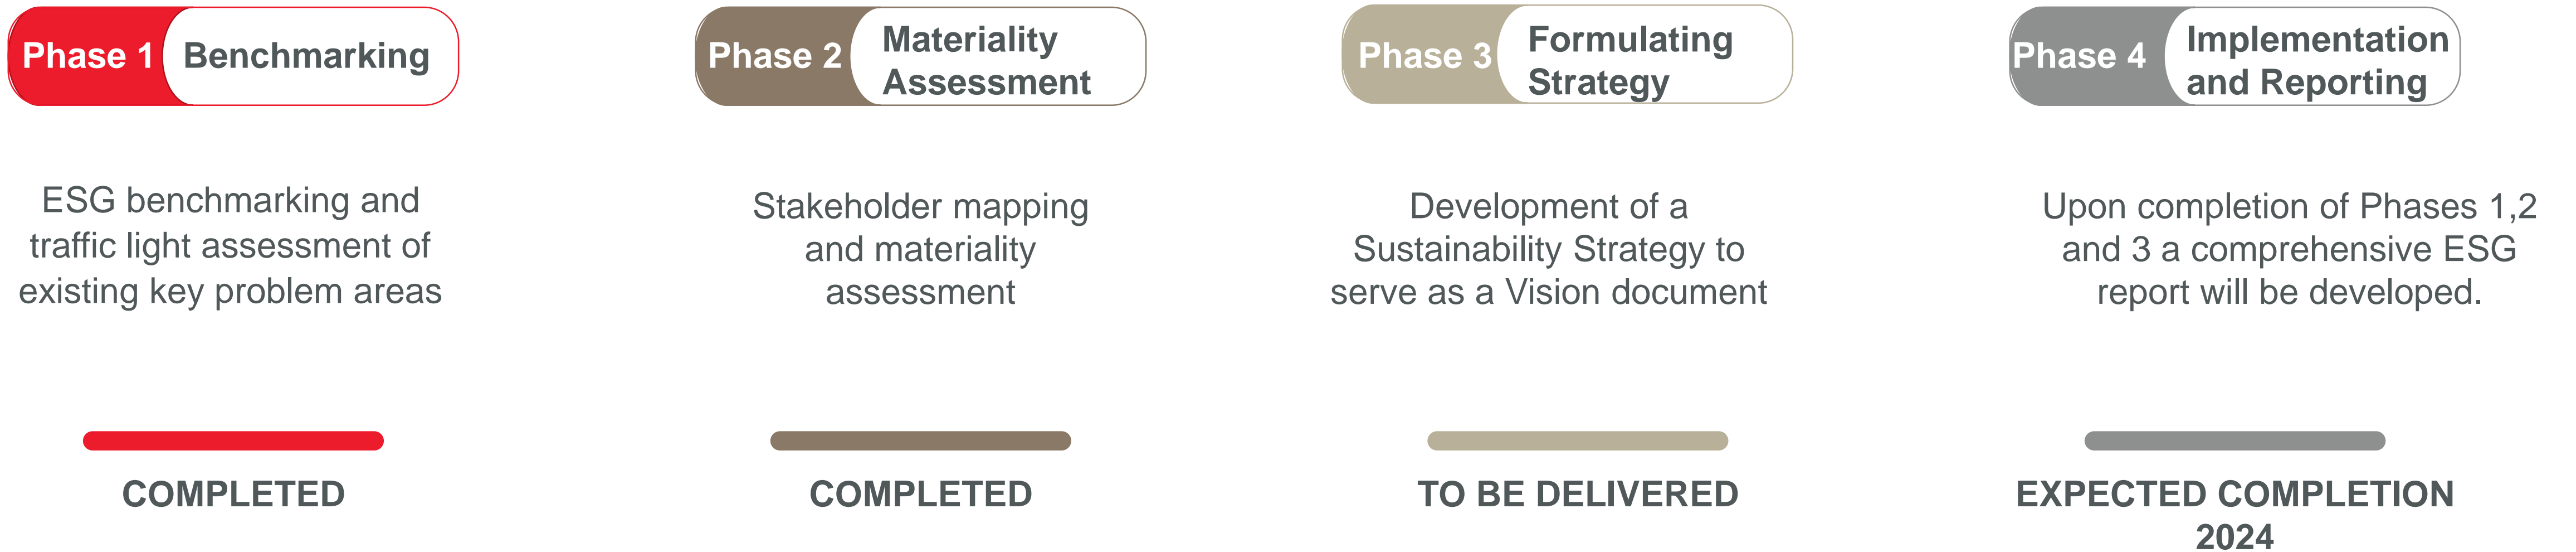 Phase 1
Benchmarking
ESG benchmarking and
traffic light assessment of
existing key problem areas
COMPLETED
Phase 2
Materiality
Assessment
Stakeholder mapping
and materiality
assessment
COMPLETED
Phase 3
Formulating
Strategy
Development of a
Sustainability Strategy to
serve as a Vision document
TO BE DELIVERED
Phase 4
Implementation
and Reporting
Upon completion of Phases 1,2
and 3 a comprehensive ESG
report will be developed.
EXPECTED COMPLETION
2024